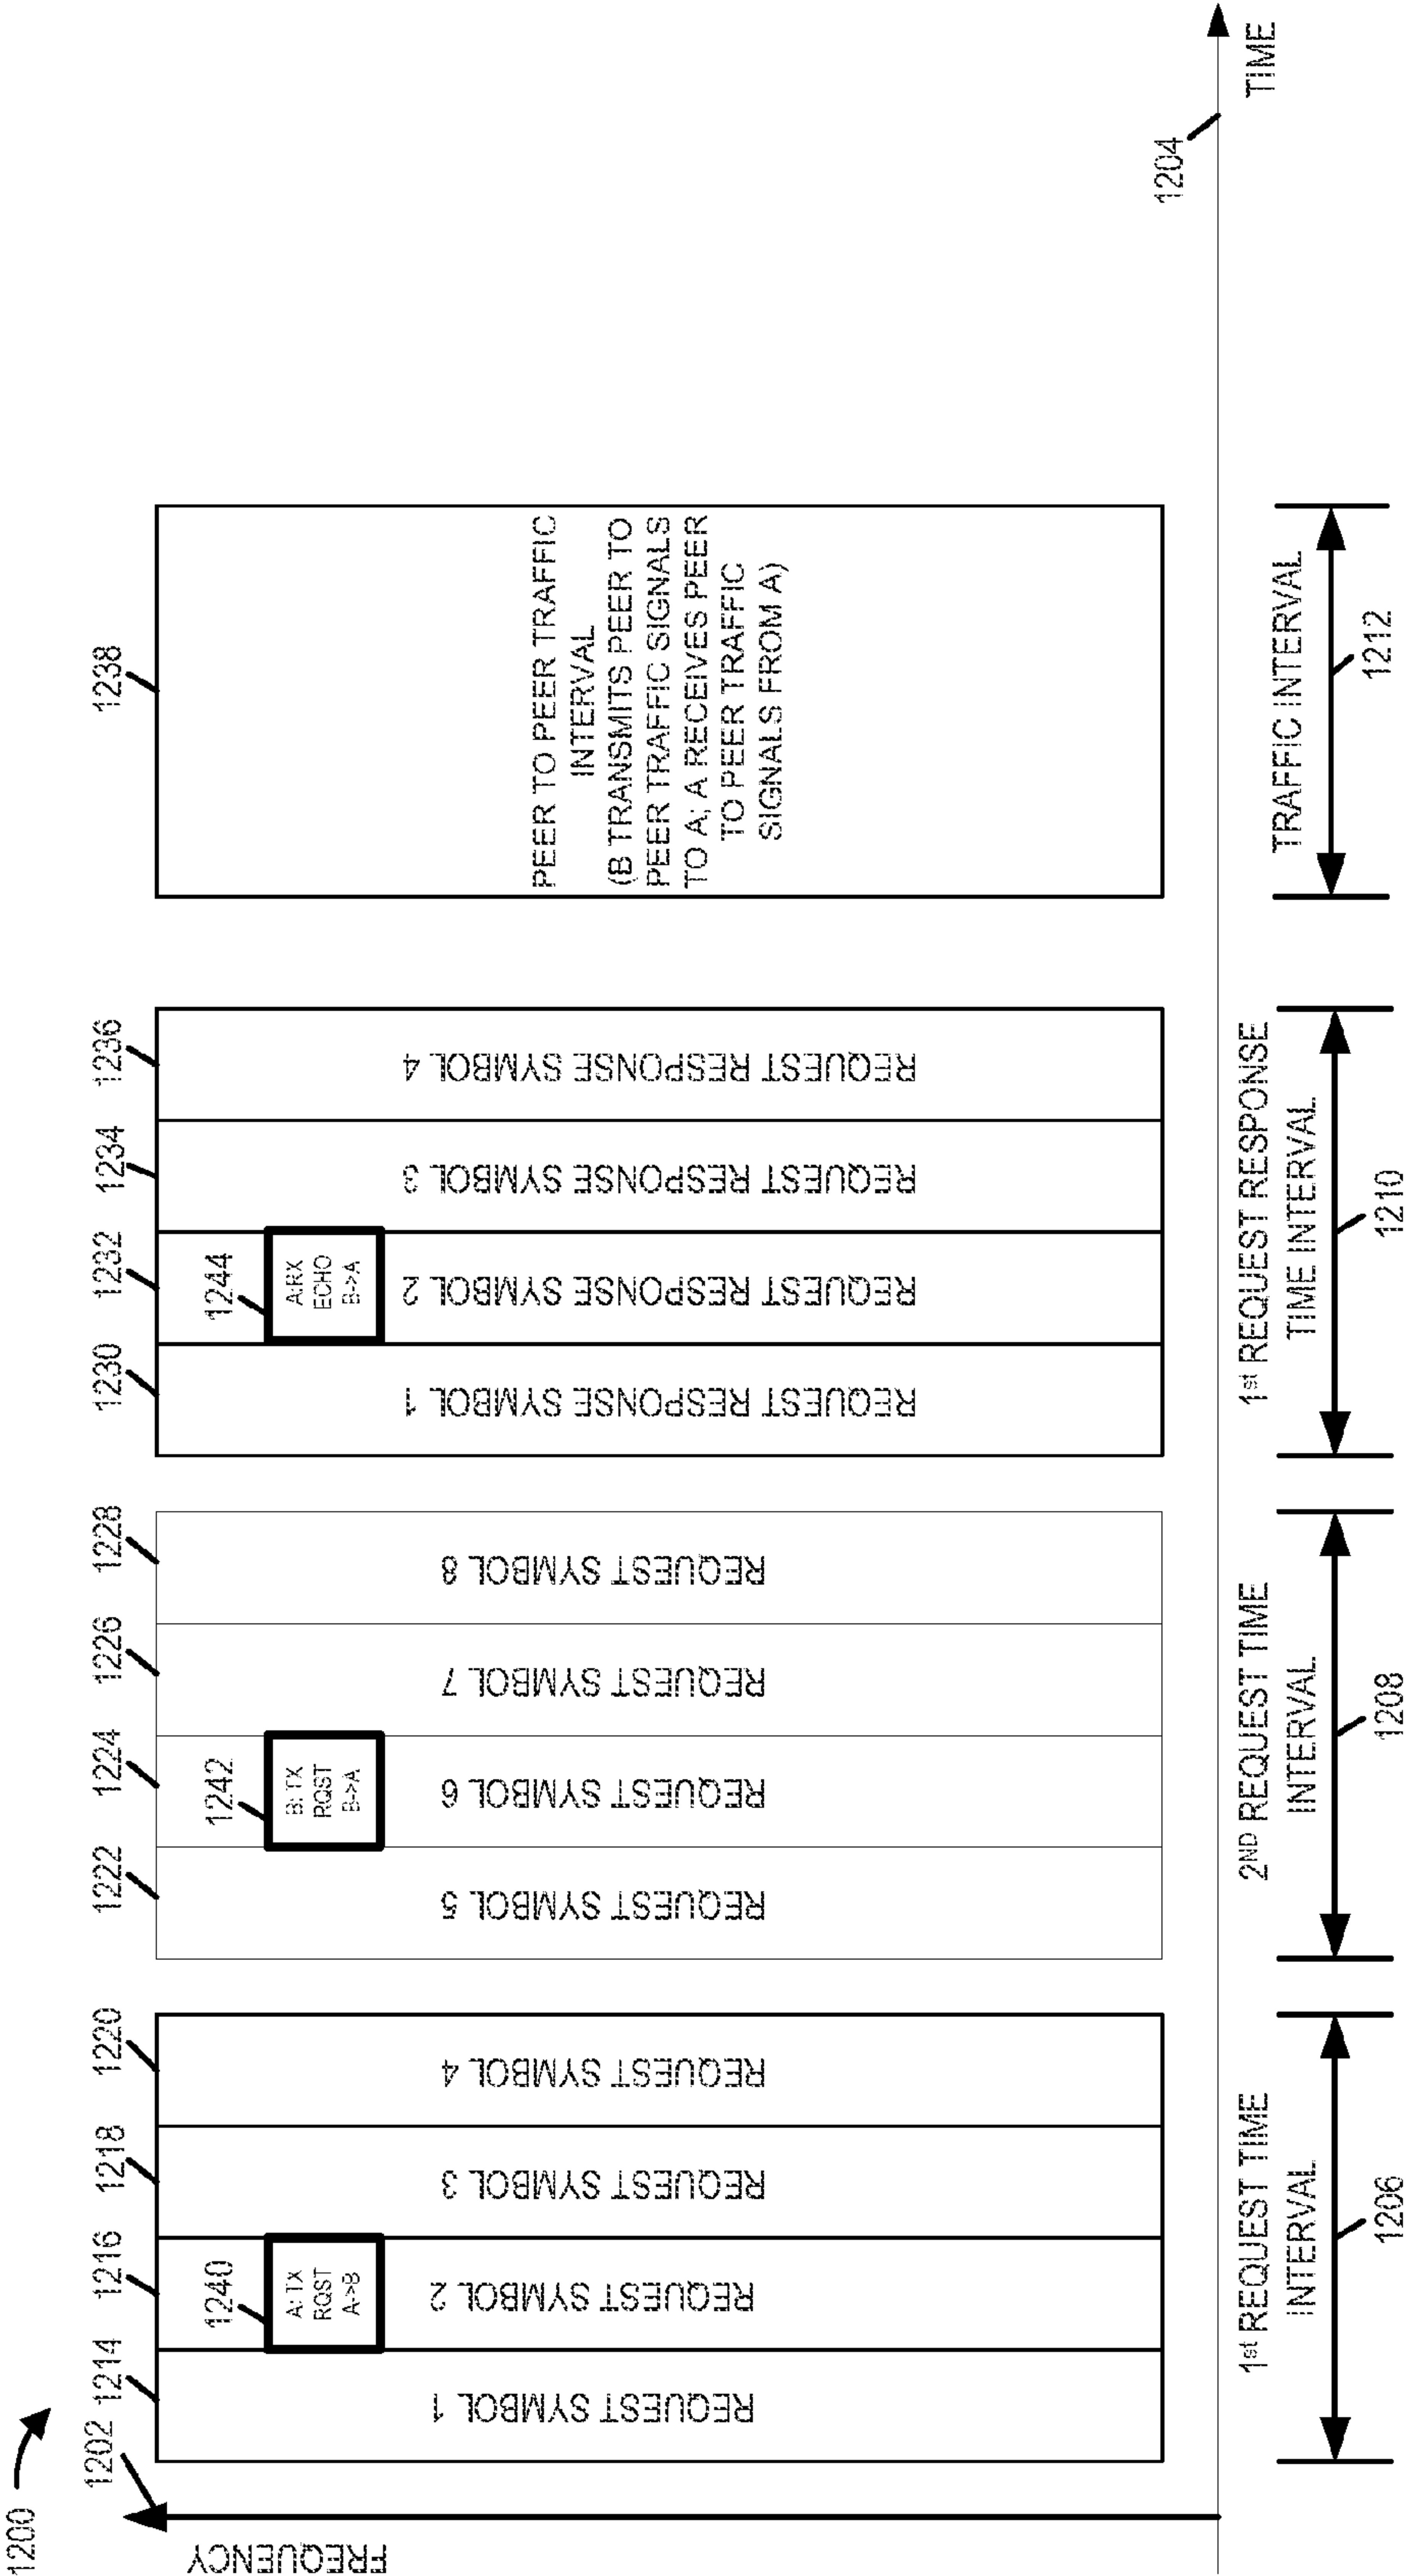 1200
1202
FREQUENCY
1214
1216
1218
1220
1240
A: TX
RQST
A->B
REQUEST SYMBOL 1
REQUEST SYMBOL 2
REQUEST SYMBOL 3
REQUEST SYMBOL 4
1222
1224
1226
1228
1242
B: TX
RQST
B->A
REQUEST SYMBOL 5
REQUEST SYMBOL 6
REQUEST SYMBOL 7
REQUEST SYMBOL 8
1230
1232
1234
1236
1244
A:RX
ECHO
B->A
REQUEST RESPONSE SYMBOL 1
REQUEST RESPONSE SYMBOL 2
REQUEST RESPONSE SYMBOL 3
REQUEST RESPONSE SYMBOL 4
1238
PEER TO PEER TRAFFIC
INTERVAL
(B TRANSMITS PEER TO
PEER TRAFFIC SIGNALS
TO A; A RECEIVES PEER
TO PEER TRAFFIC
SIGNALS FROM A)
1204
TIME
1st REQUEST TIME
INTERVAL
1206
2ND REQUEST TIME
INTERVAL
1208
1st REQUEST RESPONSE
TIME INTERVAL
1210
TRAFFIC INTERVAL
1212